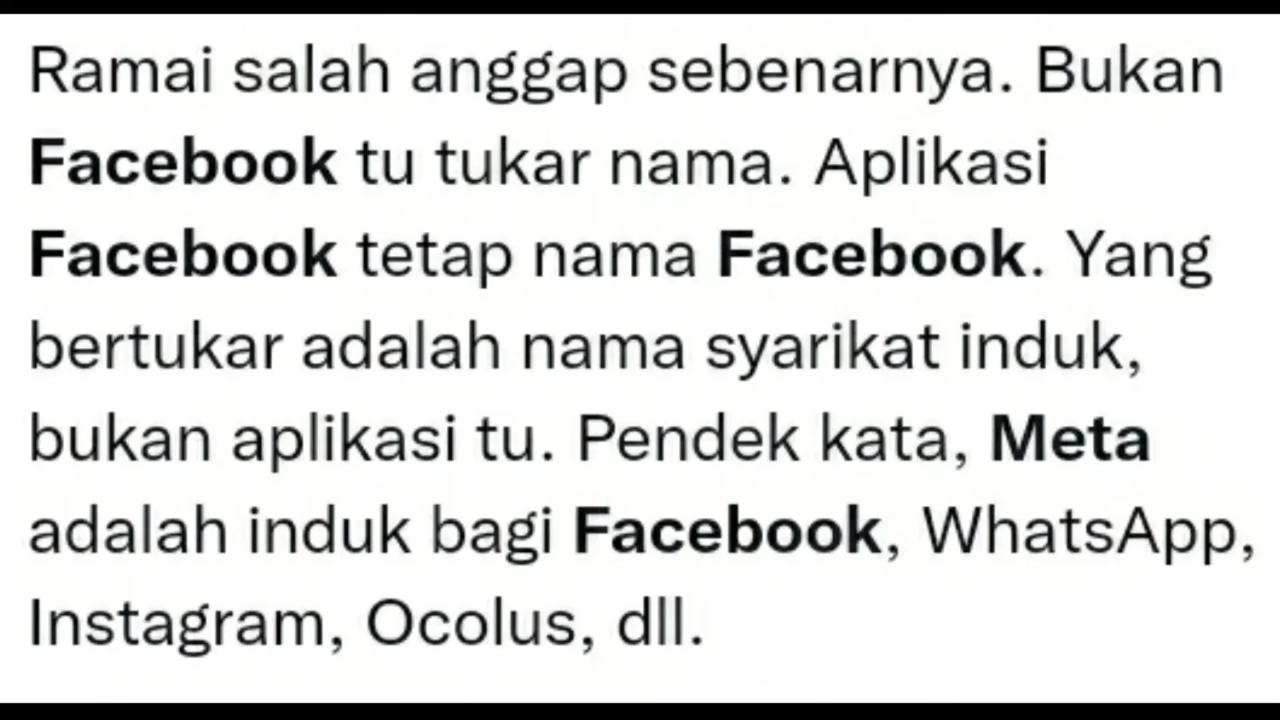 Ramai salah anggap sebenarnya. Bukan
Facebook tu tukar nama. Aplikasi
Facebook tetap nama Facebook. Yang
bertukar adalah nama syarikat induk,
bukan aplikasi tu. Pendek kata, Meta
adalah induk bagi Facebook, WhatsApp,
Instagram, Ocolus, dll.